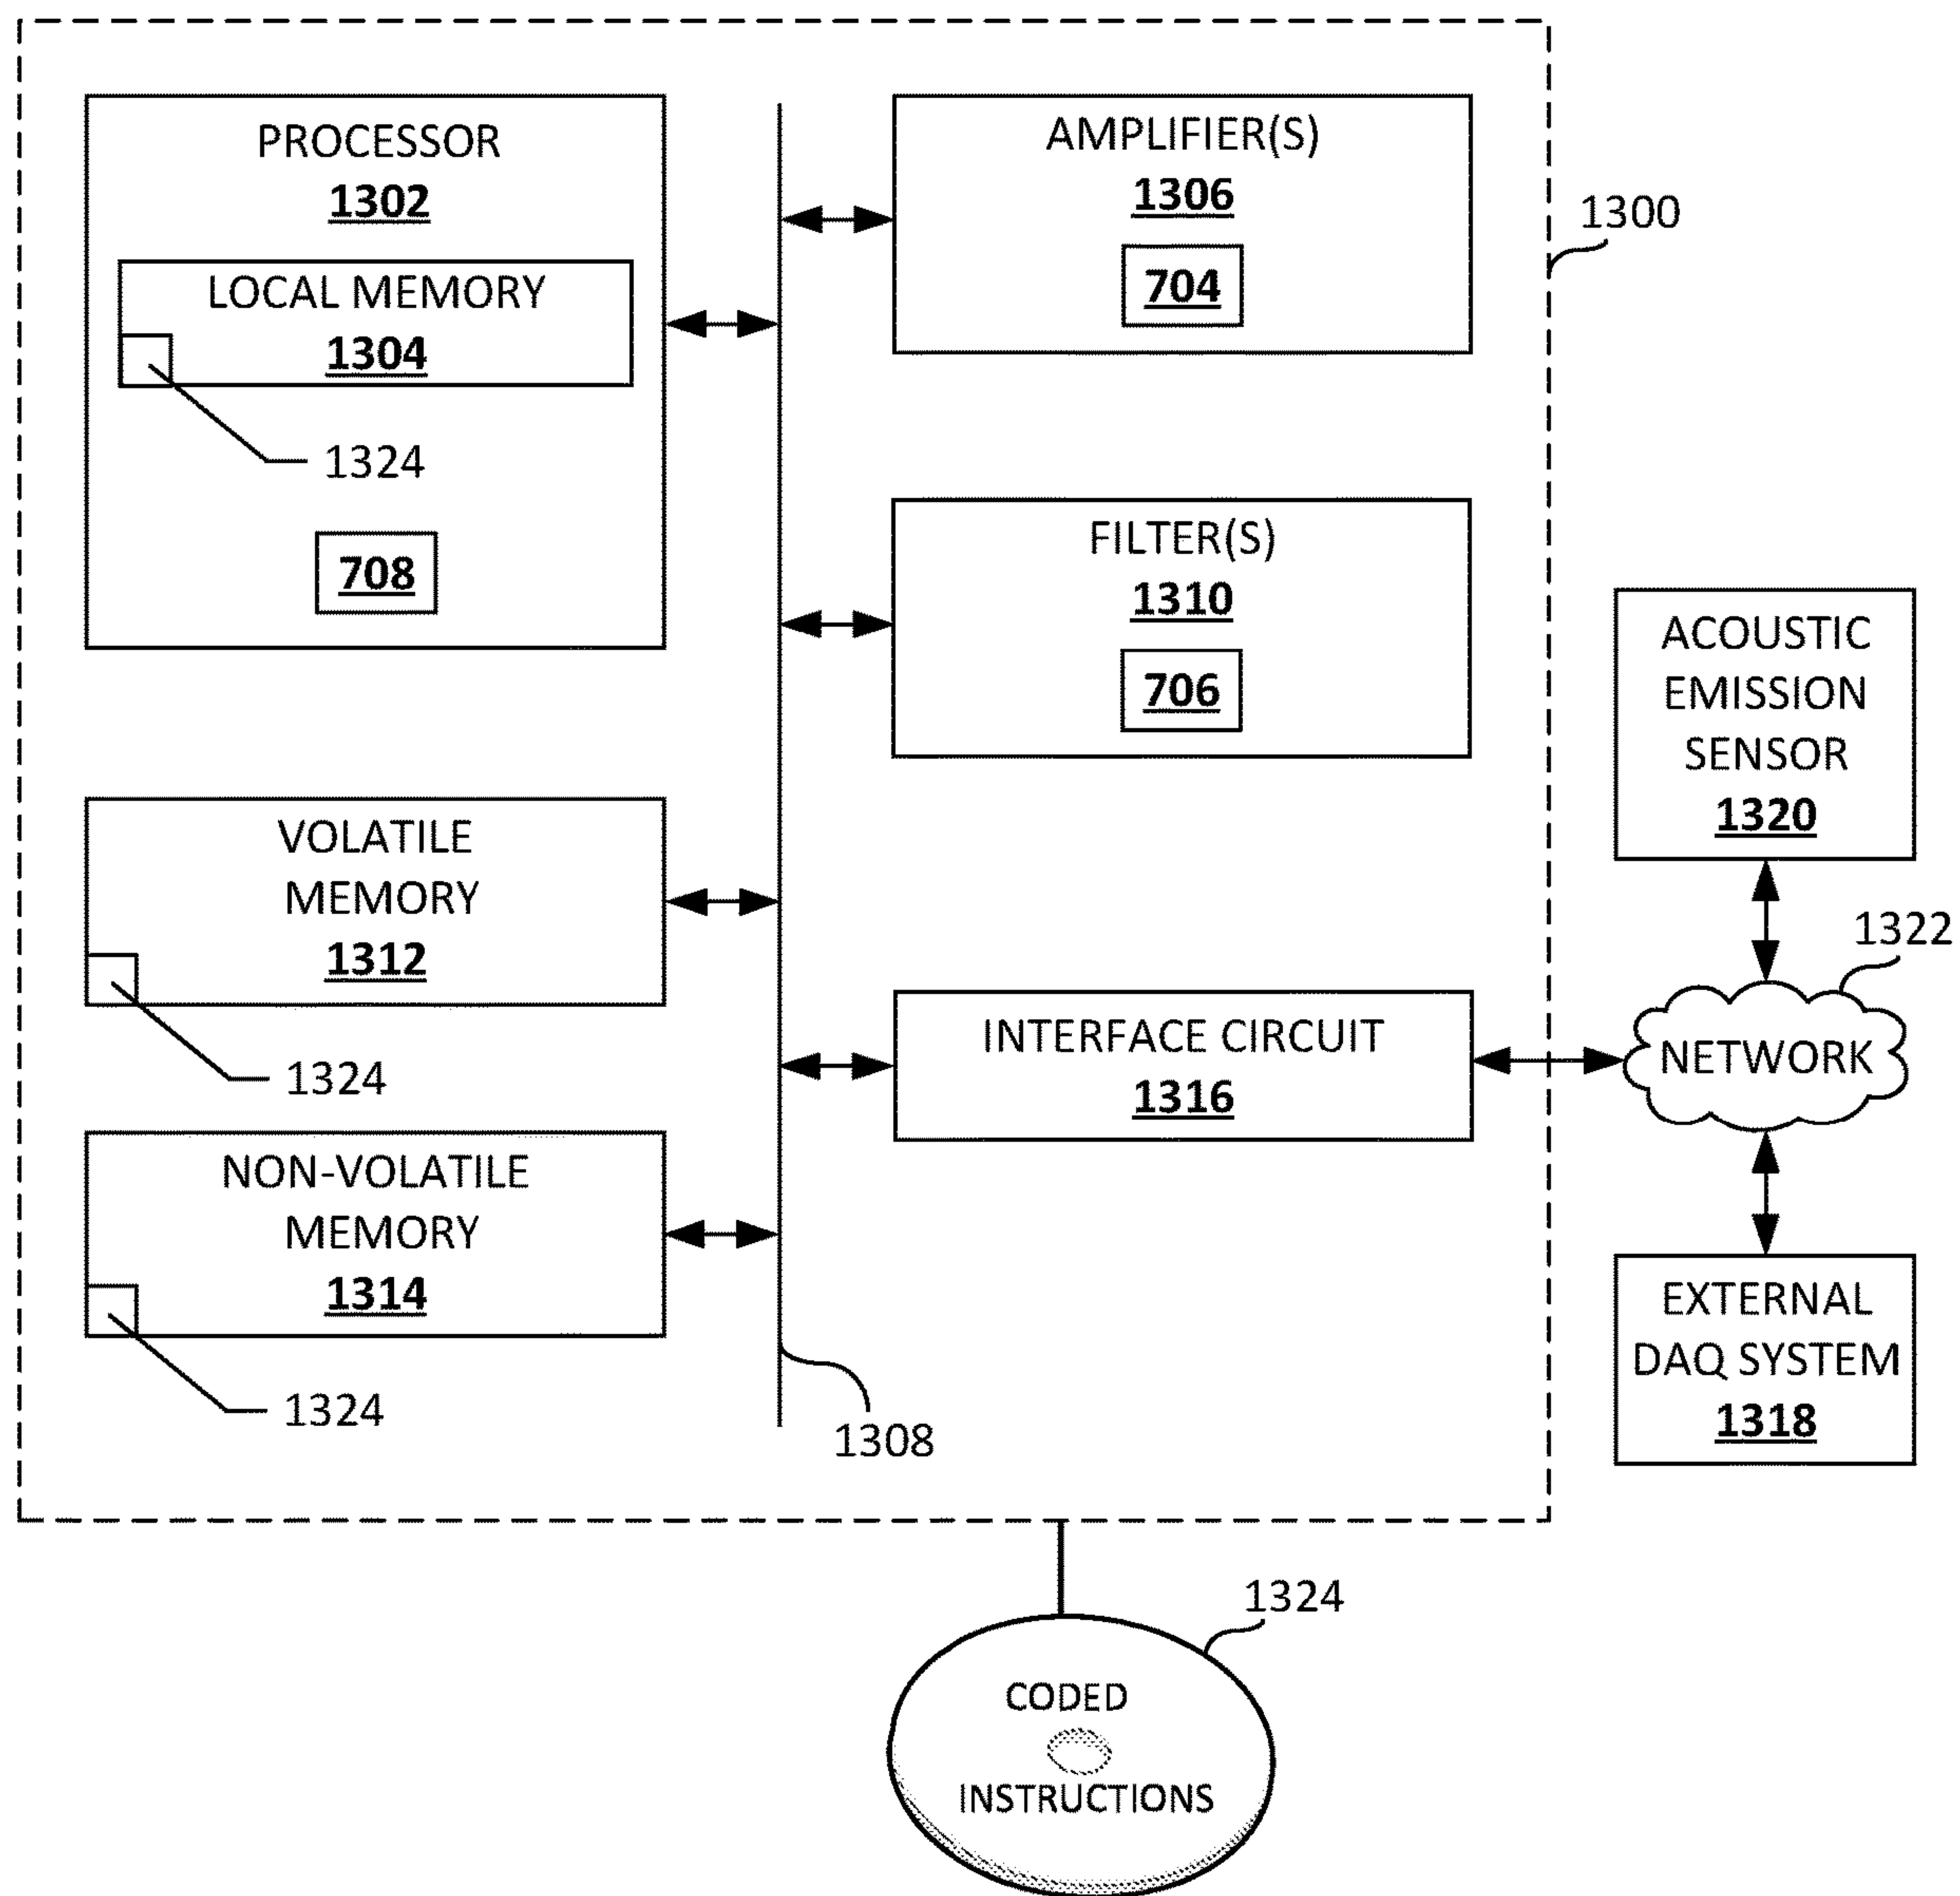 PROCESSOR
1302
LOCAL MEMORY
1304
1324
708
AMPLIFIER(S)
1306
704
1300
FILTER(S)
1310
706
ACOUSTIC
EMISSION
SENSOR
1320
VOLATILE
MEMORY
1312
1324
INTERFACE CIRCUIT
1316
1322
NETWORK
NON-VOLATILE
MEMORY
1314
1324
1308
EXTERNAL
DAQ SYSTEM
1318
1324
CODED
INSTRUCTIONS